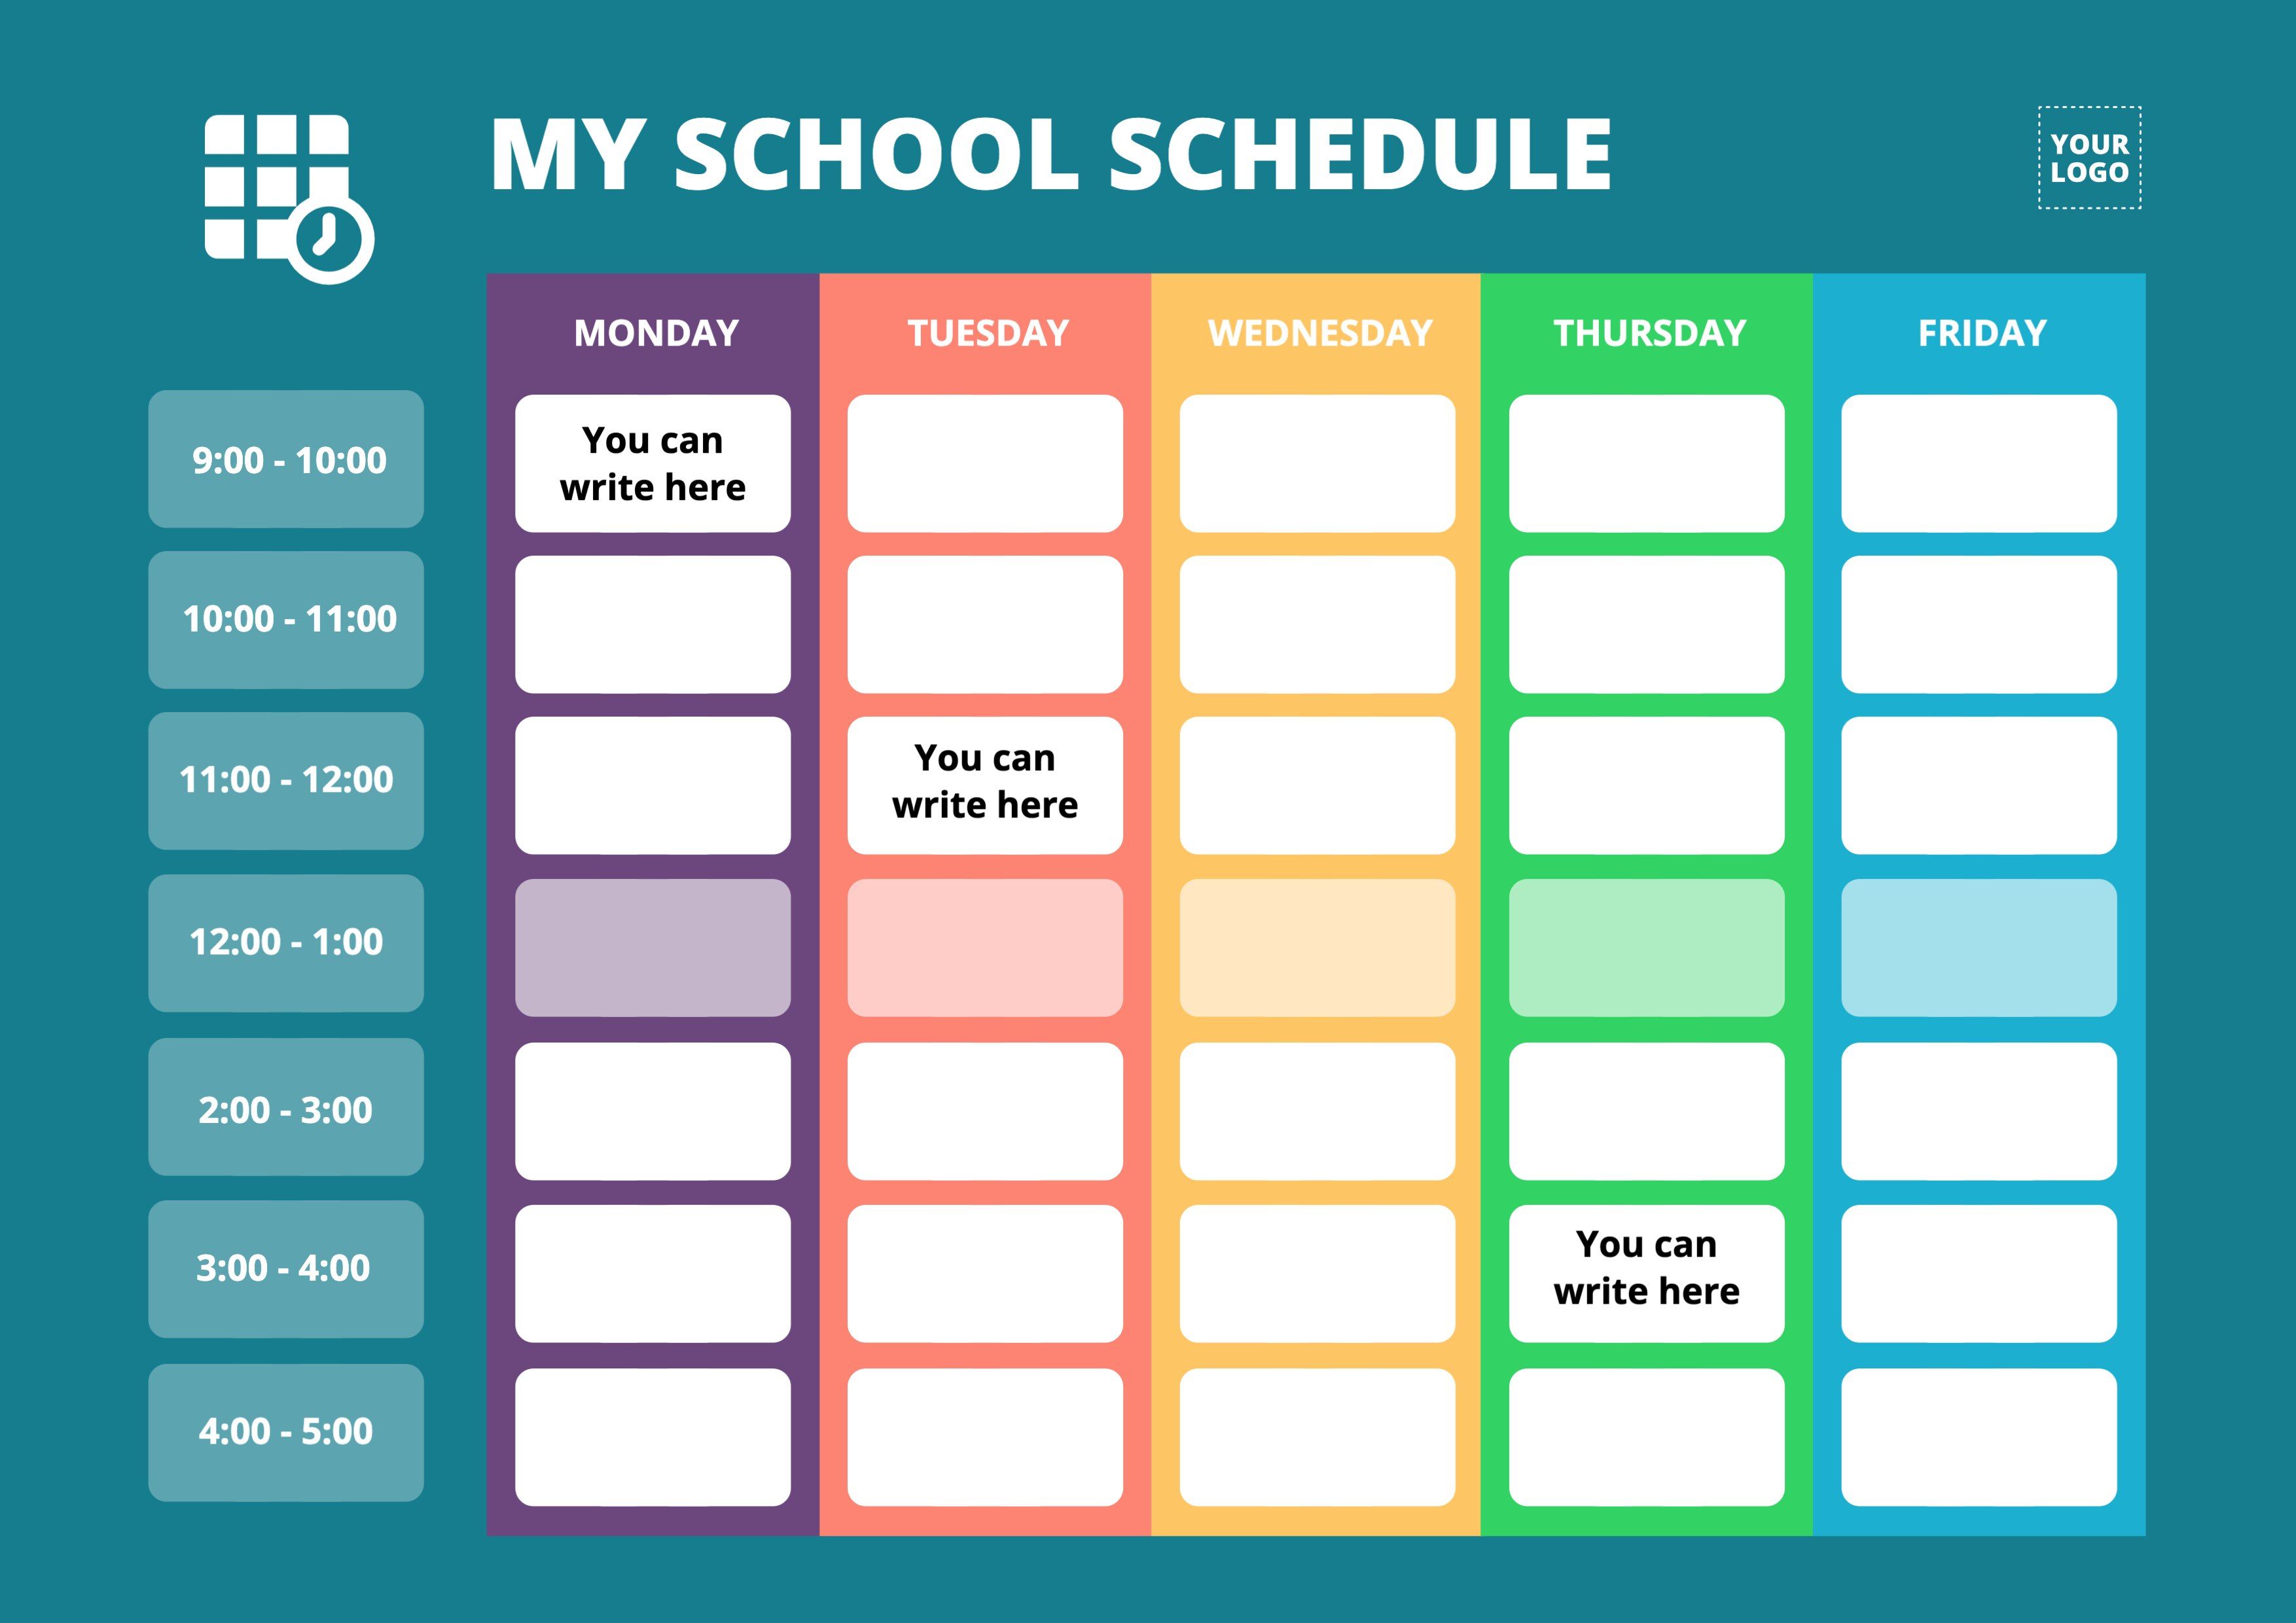 MY SCHOOL SCHEDULE
YOUR
LOGO
MONDAY
TUESDAY
WEDNESDAY
THURSDAY
FRIDAY
9:00 - 10:00
You can
write here
10:00 - 11:00
11:00 - 12:00
You can
write here
12:00 - 1:00
2:00 - 3:00
3:00 - 4:00
You can
write here
4:00 - 5:00